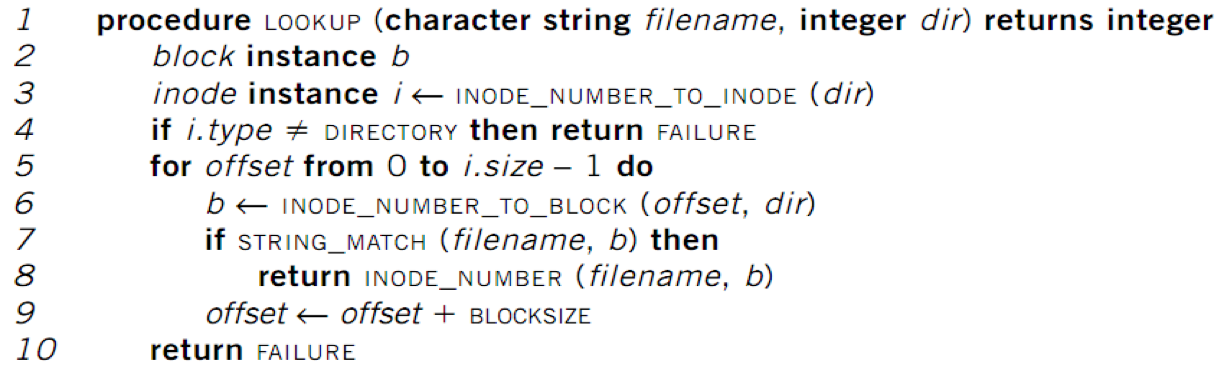 1 procedure LOOKUP (character string filename, integer dir) returns integer
2 block instance b
3 inode instance i ← INODE_NUMBER_TO_INODE (dir)
4 if i.type ≠ DIRECTORY then return FAILURE
5 for offset from 0 to i.size – 1 do
6 b ← INODE_NUMBER_TO_BLOCK (offset, dir)
7 if STRING_MATCH (filename, b) then
8 return INODE_NUMBER (filename, b)
9 offset ← offset + BLOCKSIZE
10 return FAILURE